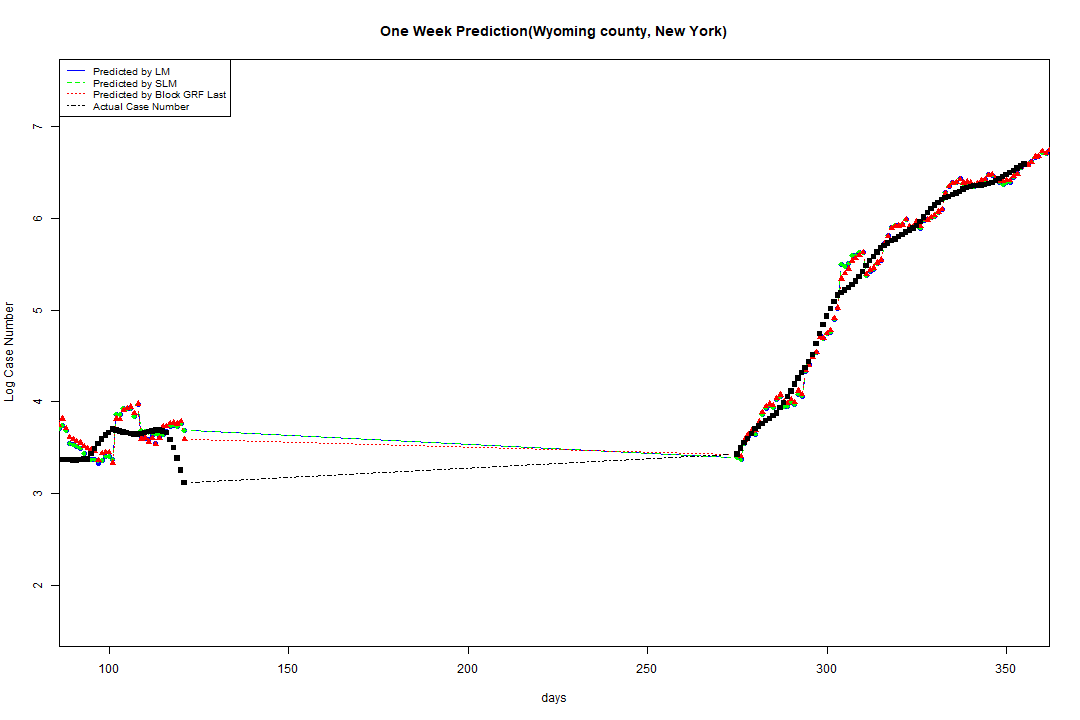 One Week Prediction(Wyoming county, New York)
Predicted by LM
Predicted by SLM
Predicted by Block GRF Last
Actual Case Number
7
6
5
4
3
2
Log Case Number
100 150 200 250 300 350
days